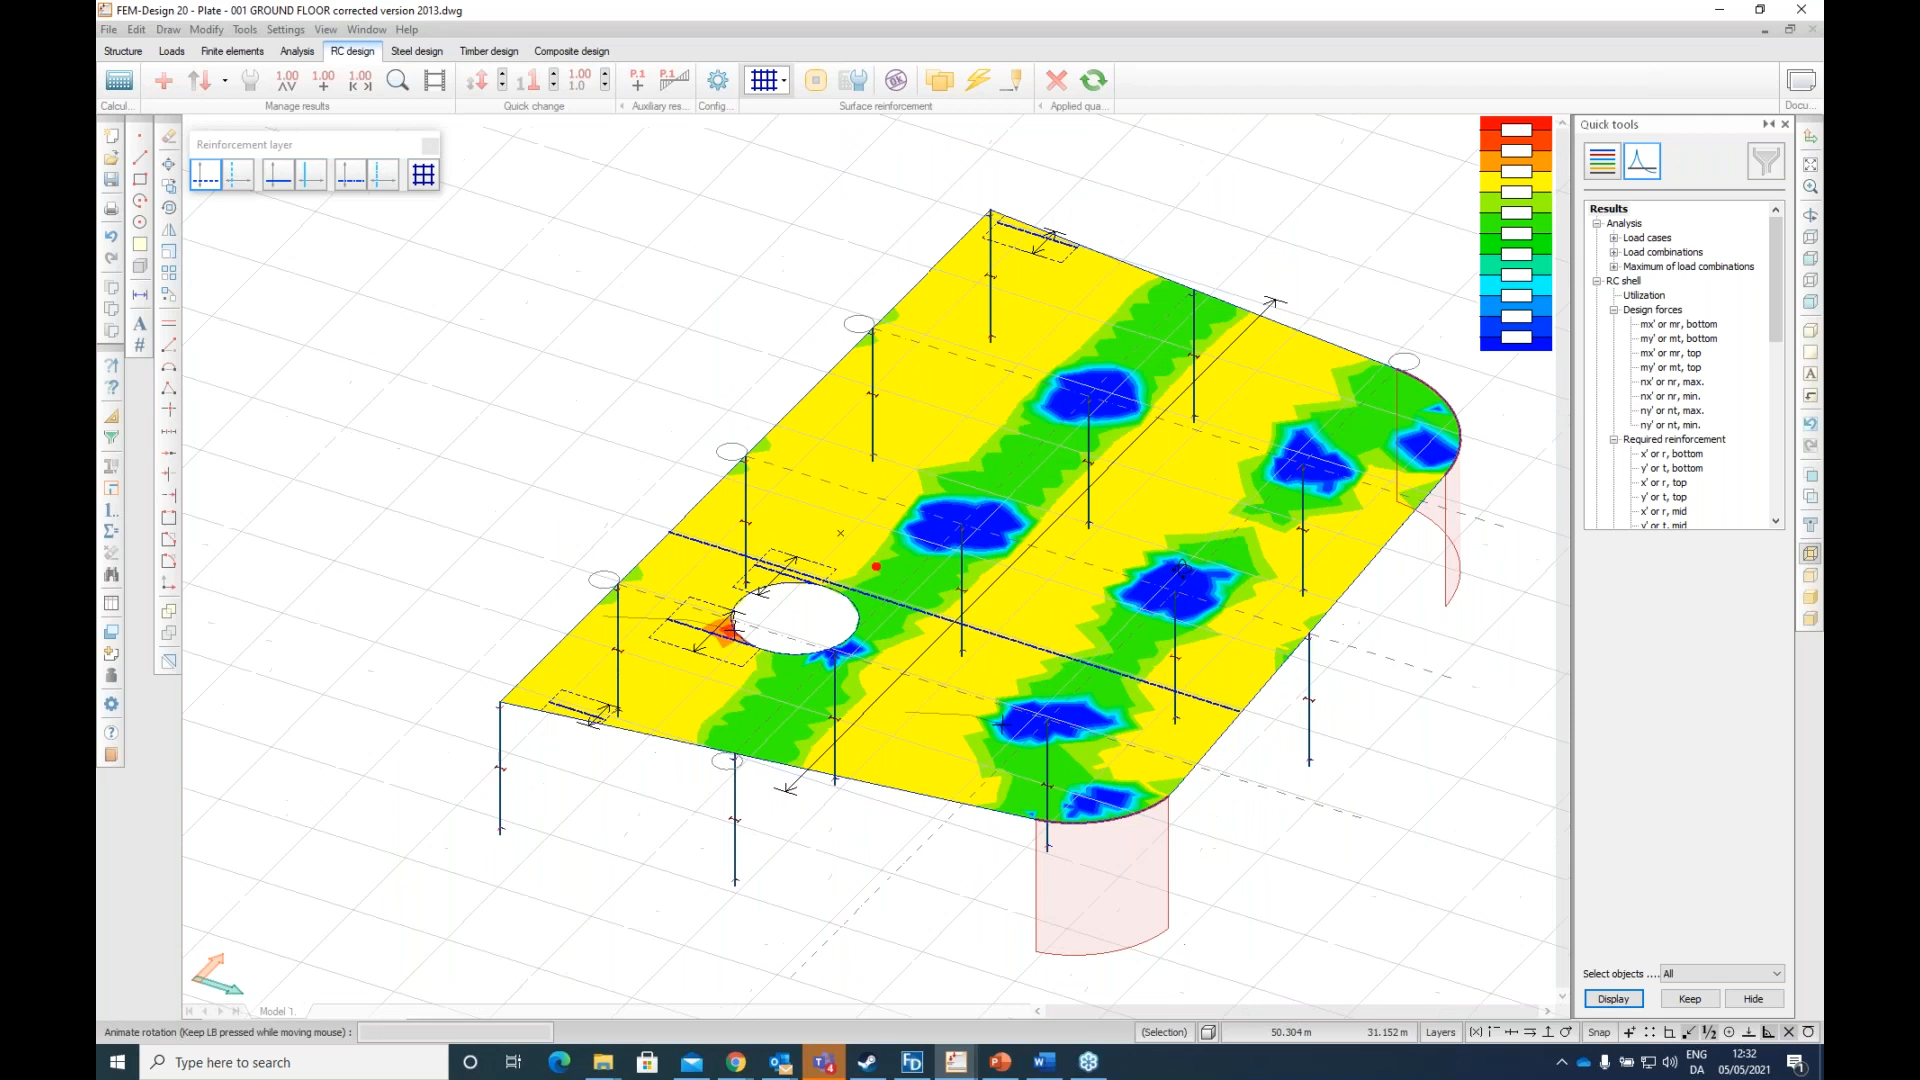 FEM-Design 20 - Plate - 001 GROUND FLOOR corrected version 2013.dwg
File Edit Draw Modify Tools Settings View Window Help
Structure Loads Finite elements Analysis RC design Steel design Timber design Composite design
1.00 1.00 1.00 1 1.00 1.0 P.1 P.1
Calcul... Manage results Quick change Auxiliary res... Config... Surface reinforcement Applied qua... Docu...
Reinforcement layer
Quick tools
Results
Analysis
Load cases
Load combinations
Maximum of load combinations
RC shell
Utilization
Design forces
mx' or mr, bottom
my' or mt, bottom
mx' or mr, top
my' or mt, top
nx' or nr, max.
nx' or nr, min.
ny' or nt, max.
ny' or nt, min.
Required reinforcement
x' or r, bottom
y' or t, bottom
x' or r, top
y' or t, top
x' or r, mid
y' or t, mid
Select objects .... All
Display Keep Hide
Model 1.
Animate rotation (Keep LB pressed while moving mouse) :
(Selection) 50.304 m 31.152 m Layers Snap
Type here to search
ENG
DA
12:32
05/05/2021